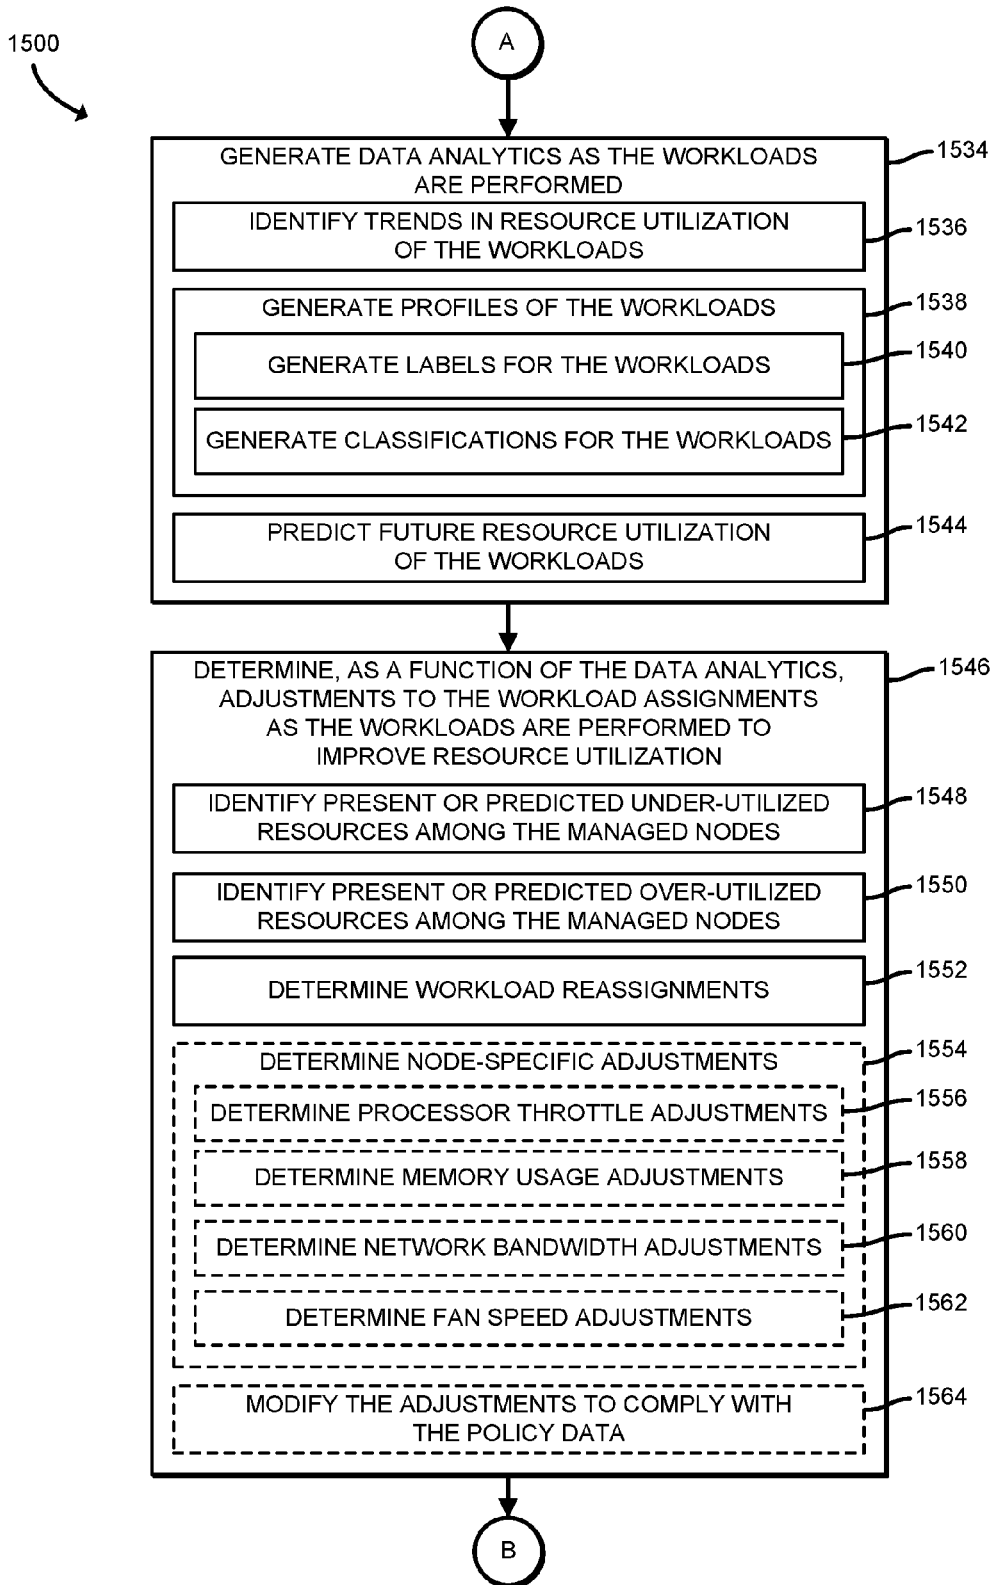 1500
A
GENERATE DATA ANALYTICS AS THE WORKLOADS
ARE PERFORMED
1534
IDENTIFY TRENDS IN RESOURCE UTILIZATION
OF THE WORKLOADS
1536
GENERATE PROFILES OF THE WORKLOADS
1538
GENERATE LABELS FOR THE WORKLOADS
1540
GENERATE CLASSIFICATIONS FOR THE WORKLOADS
1542
PREDICT FUTURE RESOURCE UTILIZATION
OF THE WORKLOADS
1544
DETERMINE, AS A FUNCTION OF THE DATA ANALYTICS,
ADJUSTMENTS TO THE WORKLOAD ASSIGNMENTS
AS THE WORKLOADS ARE PERFORMED TO
IMPROVE RESOURCE UTILIZATION
1546
IDENTIFY PRESENT OR PREDICTED UNDER-UTILIZED
RESOURCES AMONG THE MANAGED NODES
1548
IDENTIFY PRESENT OR PREDICTED OVER-UTILIZED
RESOURCES AMONG THE MANAGED NODES
1550
DETERMINE WORKLOAD REASSIGNMENTS
1552
DETERMINE NODE-SPECIFIC ADJUSTMENTS
1554
DETERMINE PROCESSOR THROTTLE ADJUSTMENTS
1556
DETERMINE MEMORY USAGE ADJUSTMENTS
1558
DETERMINE NETWORK BANDWIDTH ADJUSTMENTS
1560
DETERMINE FAN SPEED ADJUSTMENTS
1562
MODIFY THE ADJUSTMENTS TO COMPLY WITH
THE POLICY DATA
1564
B